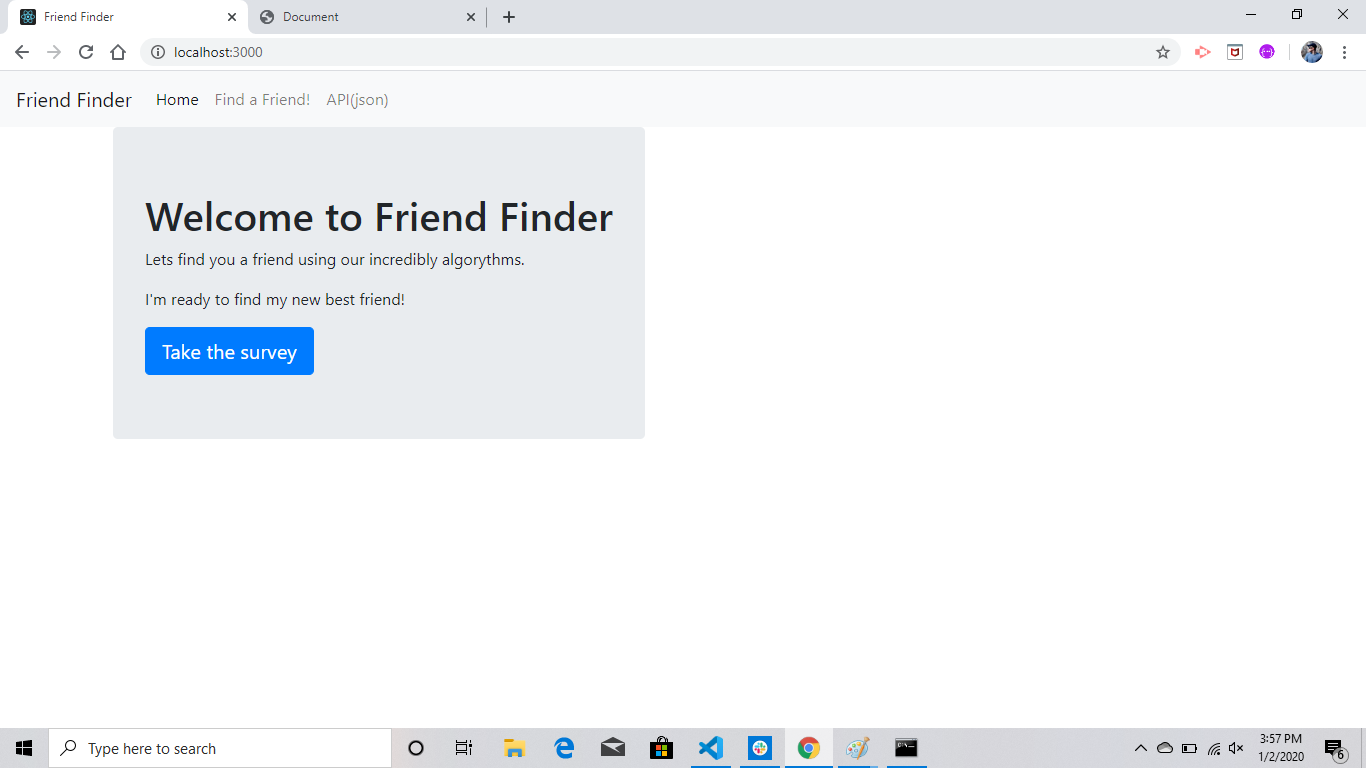 Friend Finder
Document
localhost:3000
Friend Finder Home Find a Friend! API(json)
Welcome to Friend Finder
Lets find you a friend using our incredibly algorythms.
I'm ready to find my new best friend!
Take the survey
Type here to search
3:57 PM
1/2/2020
6